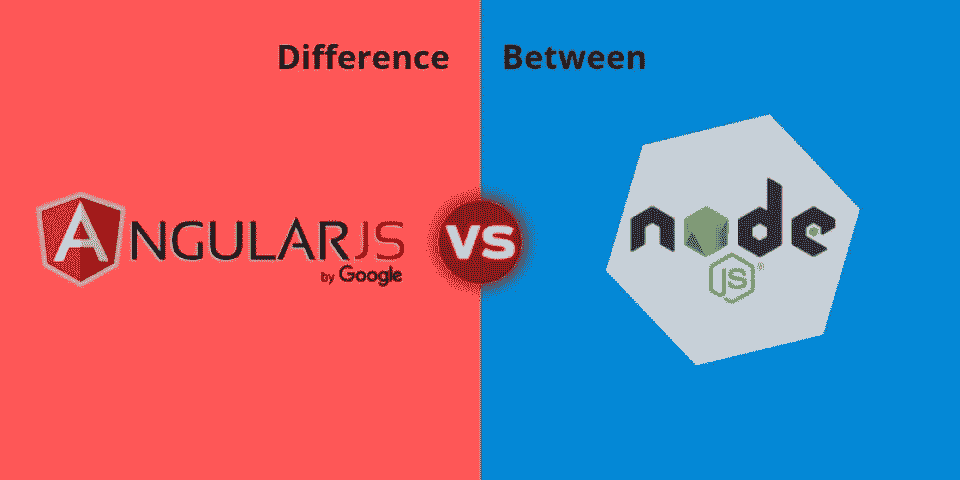 Difference Between
ANGULARJS
by Google
VS
node
JS
®